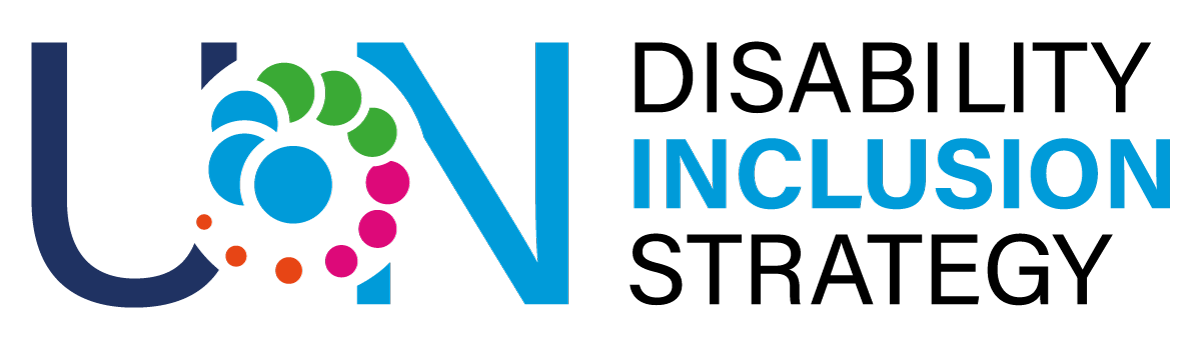 UN
DISABILITY
INCLUSION
STRATEGY